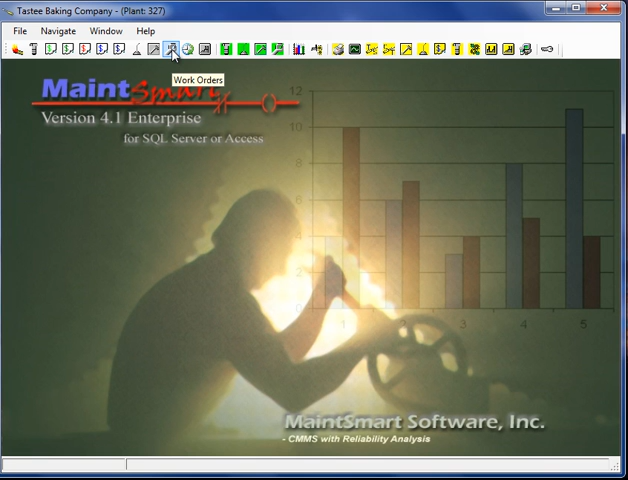 Tastee Baking Company - (Plant: 327)
File Navigate Window Help
Work Orders
MaintSmart
Version 4.1 Enterprise
for SQL Server or Access
12
10
8
6
4
2
0
1 3 4 5
MaintSmart Software, Inc.
- CMMS with Reliability Analysis